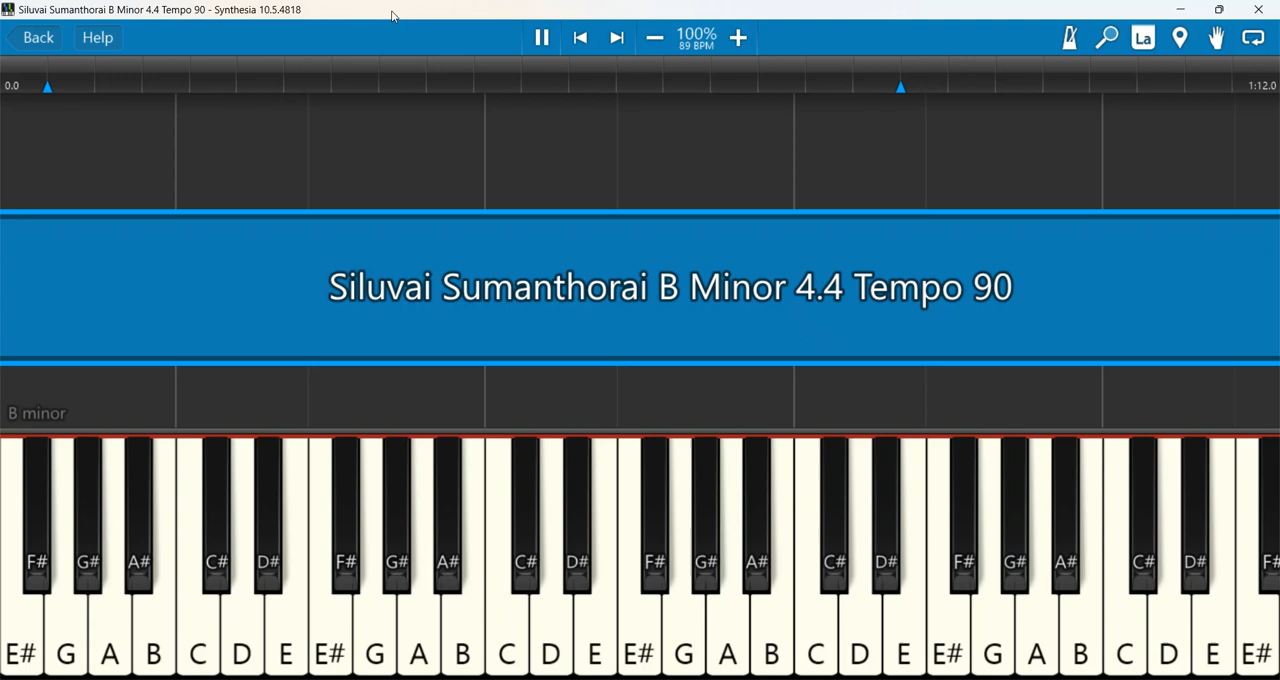 Siluvai Sumanthorai B Minor 4.4 Tempo 90 - Synthesia 10.5.4818
Back Help 100% La
89 BPM
0.0 1:12.0
Siluvai Sumanthorai B Minor 4.4 Tempo 90
B minor
F# G# A# C# D# F# G# A# C# D# F# G# A# C# D# F# G# A# C# D# F#
E# G A B C D E E# G A B C D E E# G A B C D E E# G A B C D E E#